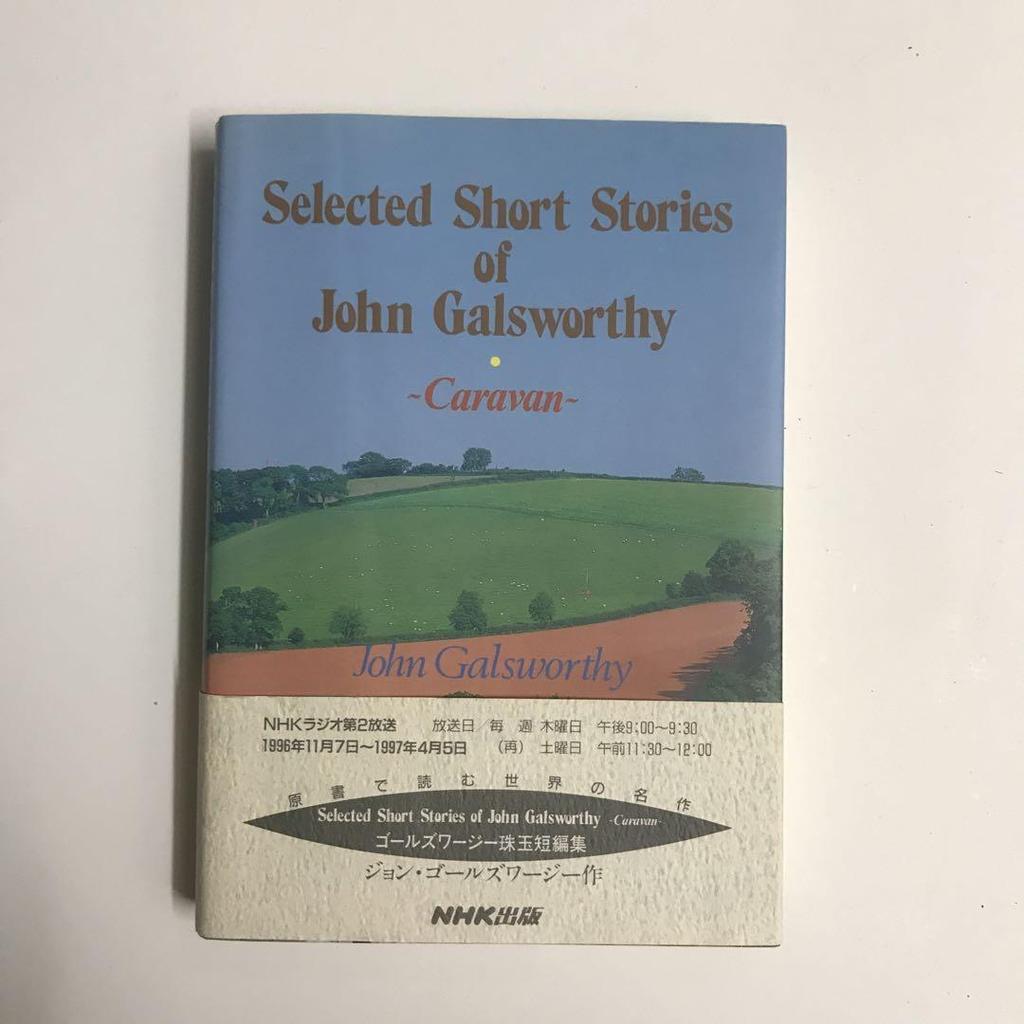 Selected Short Stories
of
John Galsworthy
~Caravan~
John Galsworthy
NHKラジオ第2放送　放送日／毎　週　木曜日　午後9:00〜9:30
1996年11月7日〜1997年4月5日　（再）　土曜日　午前11:30〜12:00
原書で読む世界の名作
Selected Short Stories of John Galsworthy -Caravan-
ゴールズワージー珠玉短編集
ジョン・ゴールズワージー作
NHK出版